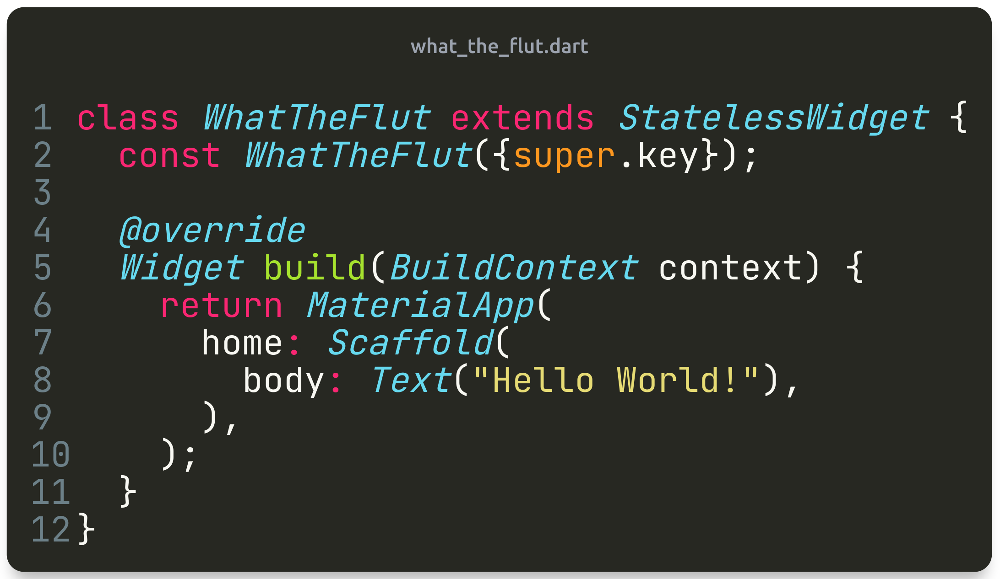 what_the_flut.dart
1 class WhatTheFlut extends StatelessWidget {
2   const WhatTheFlut({super.key});
3
4   @override
5   Widget build(BuildContext context) {
6     return MaterialApp(
7       home: Scaffold(
8         body: Text("Hello World!"),
9       ),
10     );
11   }
12 }